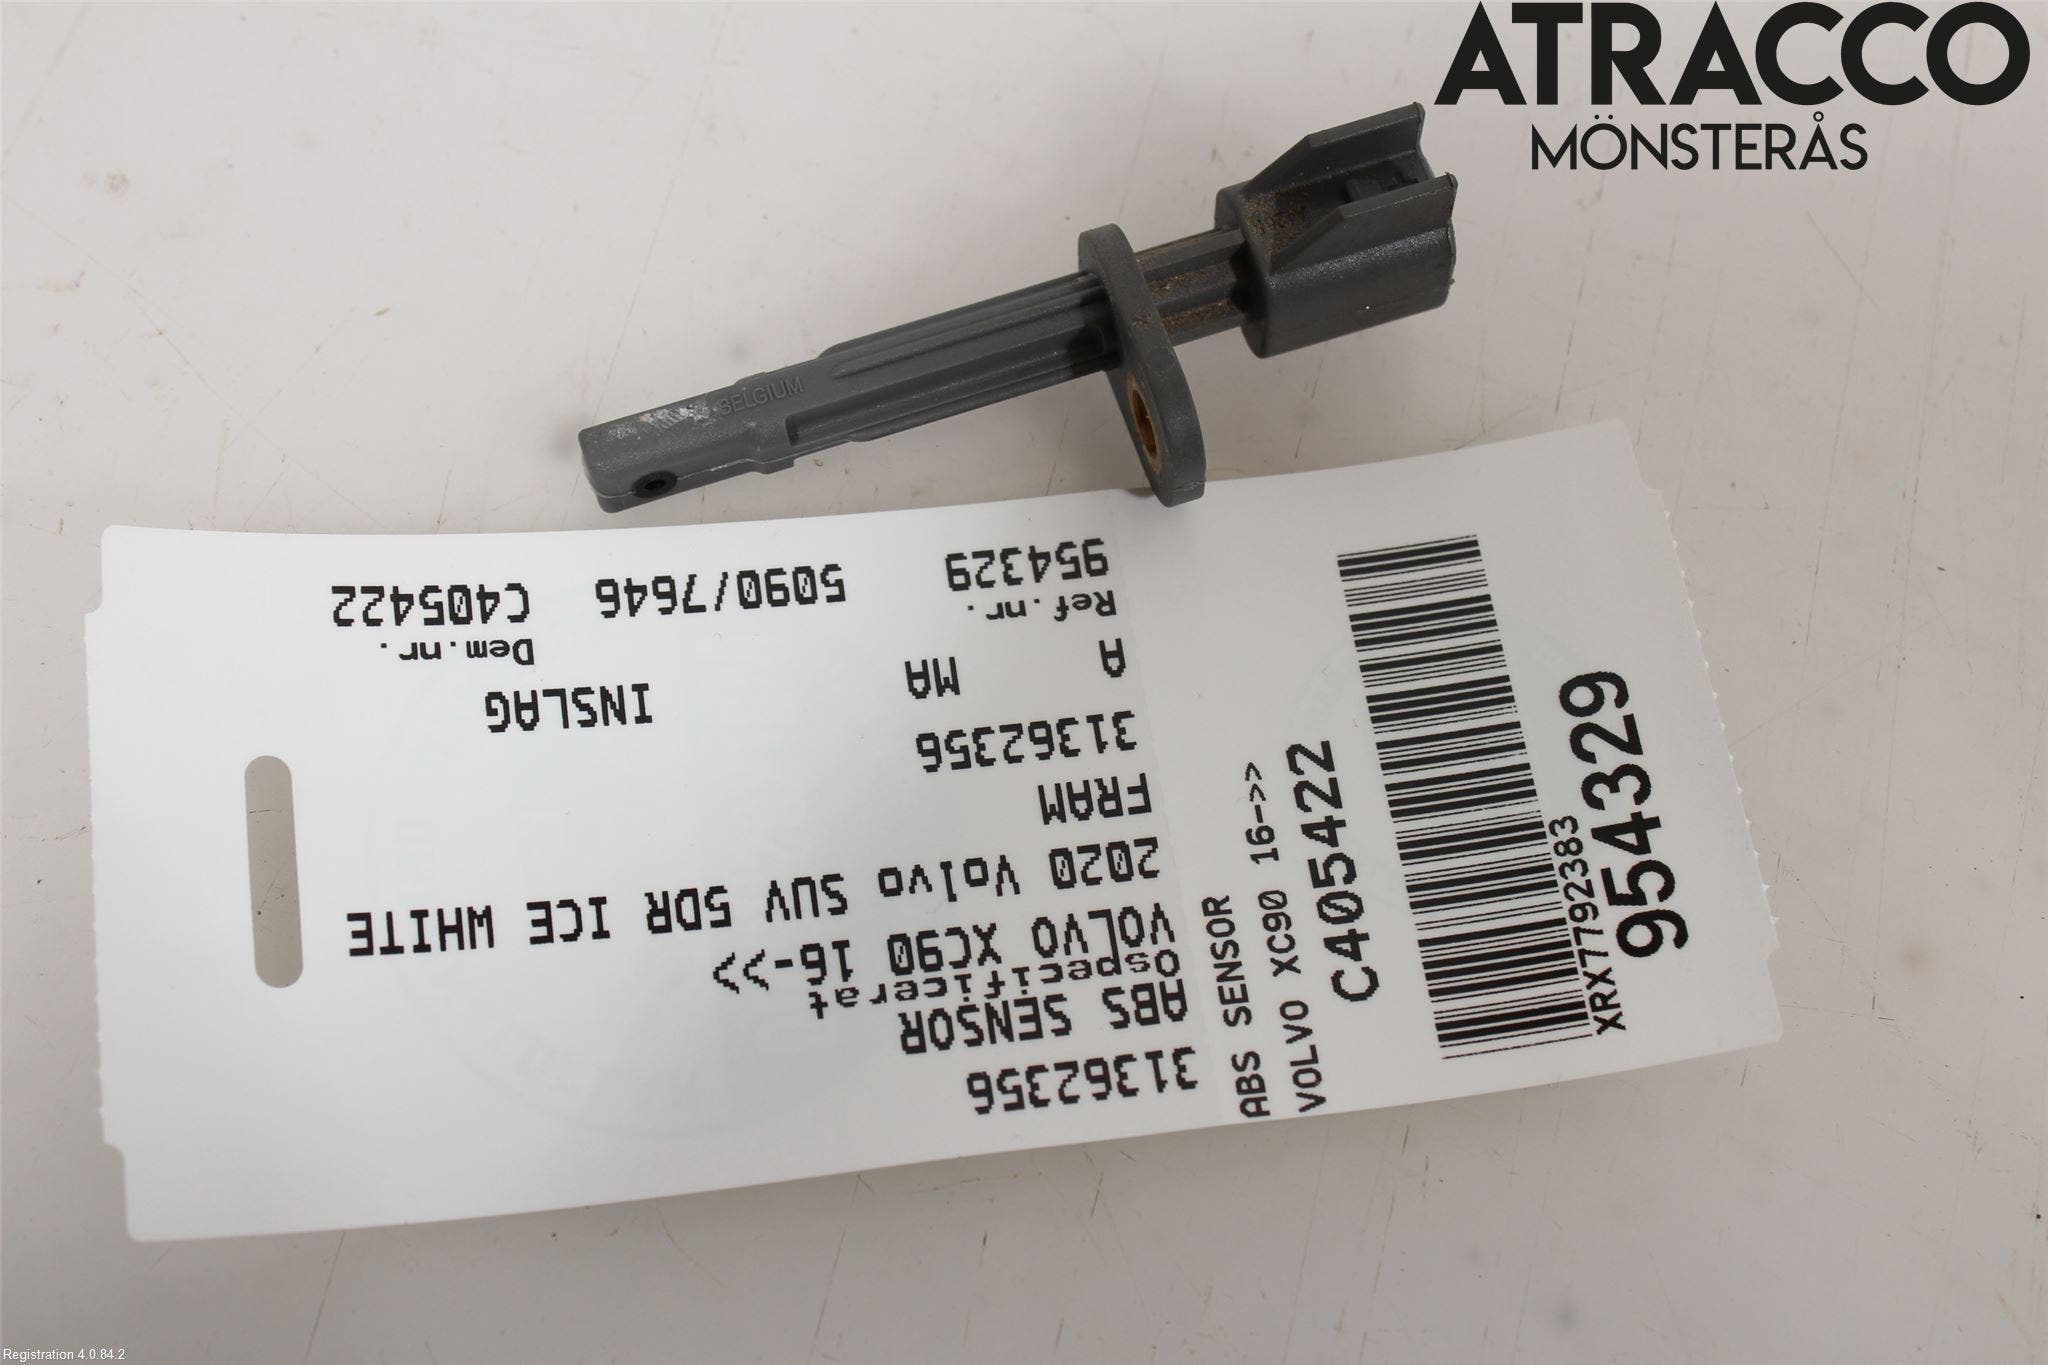 ATRACCO
MÖNSTERÅS
BELGIUM
31362356
ABS SENSOR
Ospecificerat
VOLVO XC90 16->>
2020 Volvo SUV 5DR ICE WHITE
FRAM
31362356
INSLAG
A MA
Ref.nr. Dem.nr.
954329 5090/7646 C405422
ABS SENSOR
VOLVO XC90 16->>
C405422
XRX7792383
954329
Registration 4.0.84.2